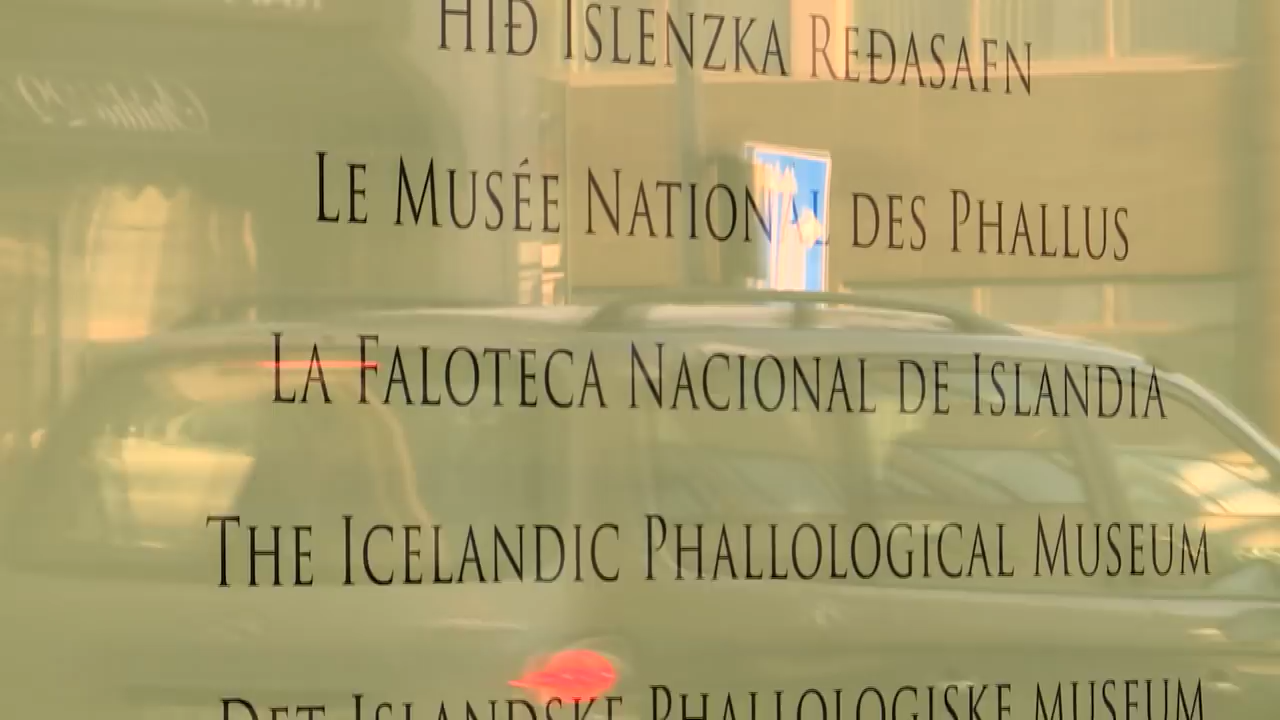 HIÐ ISLENZKA REÐASAFN
LE MUSÉE NATIONAL DES PHALLUS
LA FALOTECA NACIONAL DE ISLANDIA
THE ICELANDIC PHALLOLOGICAL MUSEUM
DET ISLANDSKE PHALLOLOGISKE MUSEUM